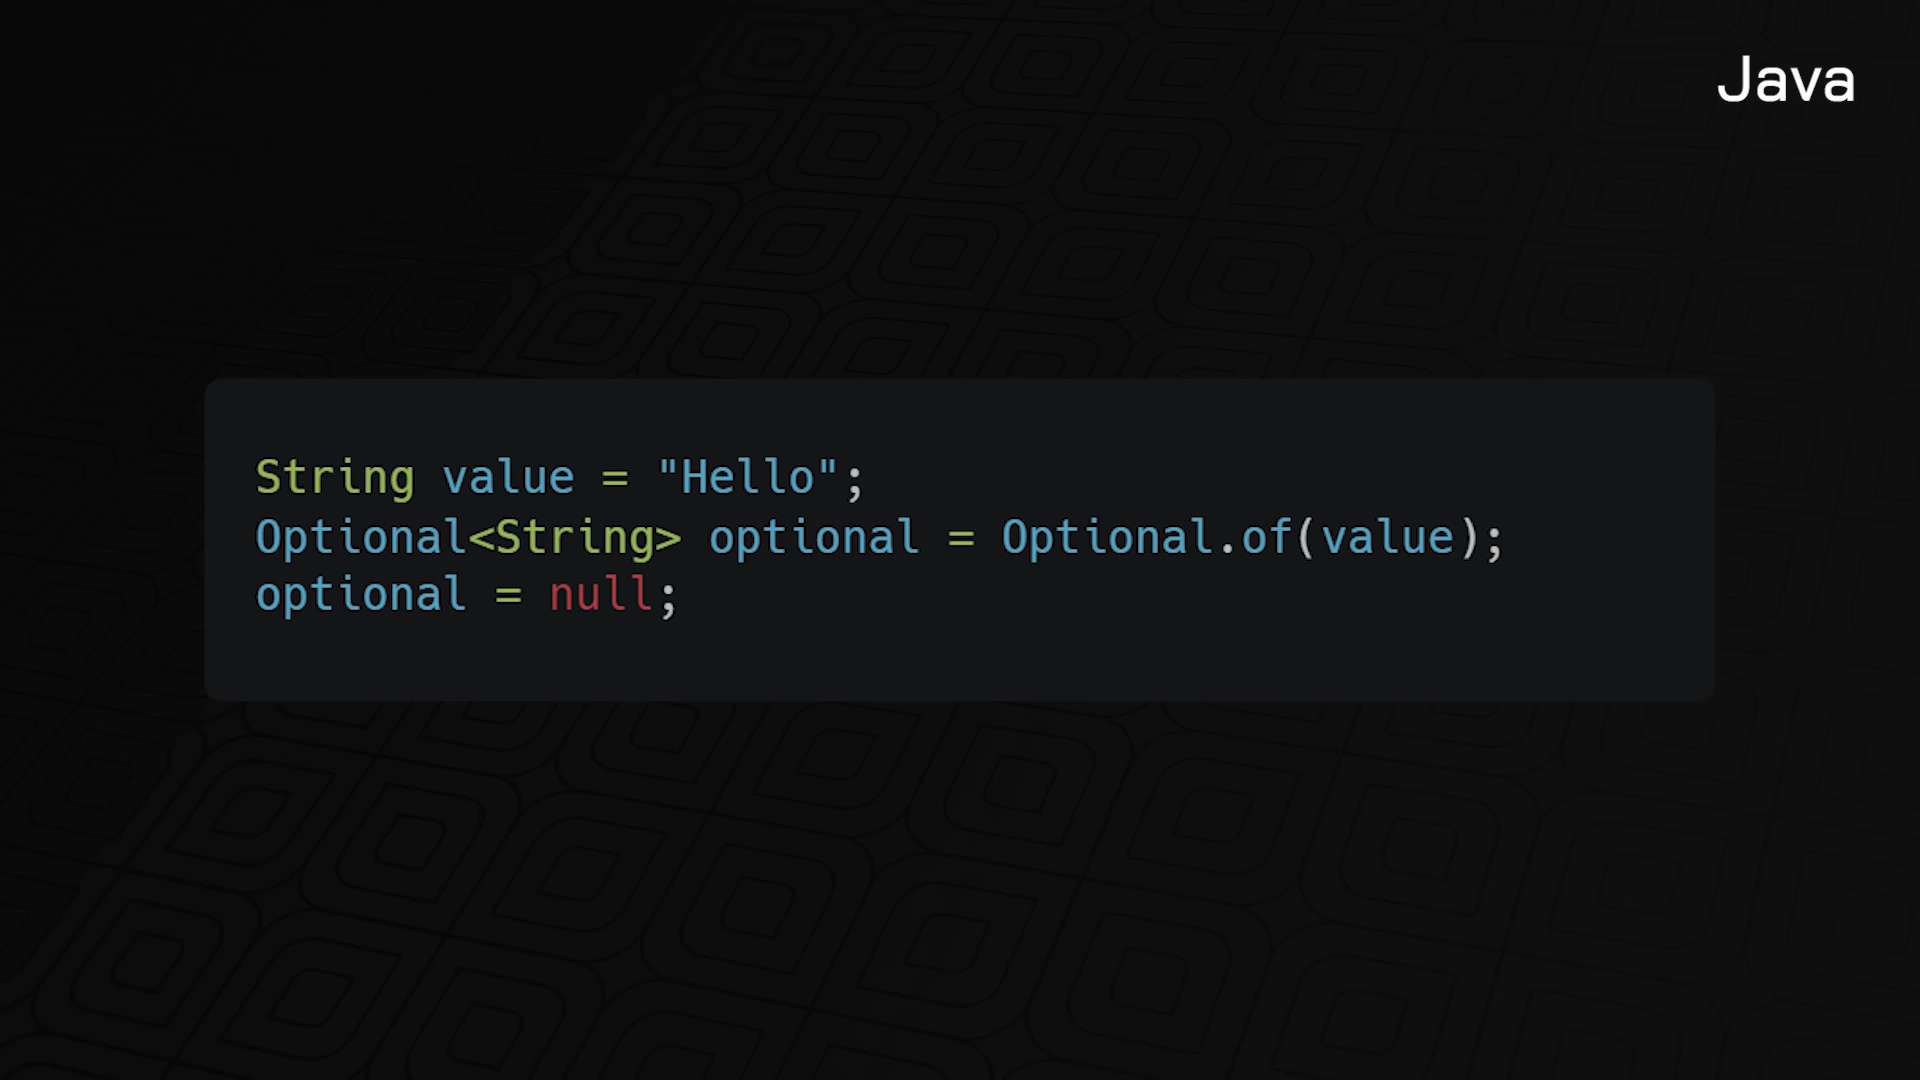 Java
String value = "Hello";
Optional<String> optional = Optional.of(value);
optional = null;